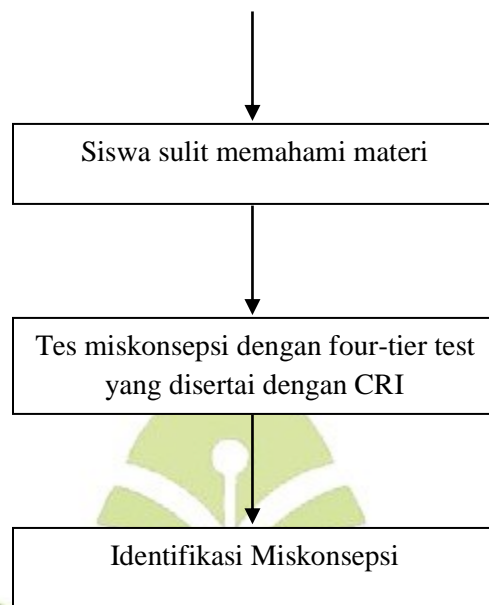 Siswa sulit memahami materi
Tes miskonsepsi dengan four-tier test
yang disertai dengan CRI
Identifikasi Miskonsepsi